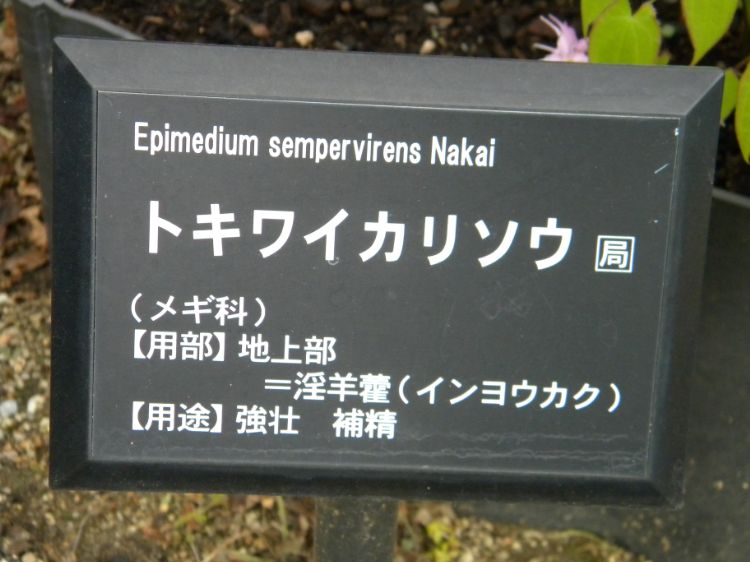 Epimedium sempervirens Nakai
トキワイカリソウ 局
(メギ科)
【用部】地上部
=淫羊藿(インヨウカク)
【用途】強壮 補精